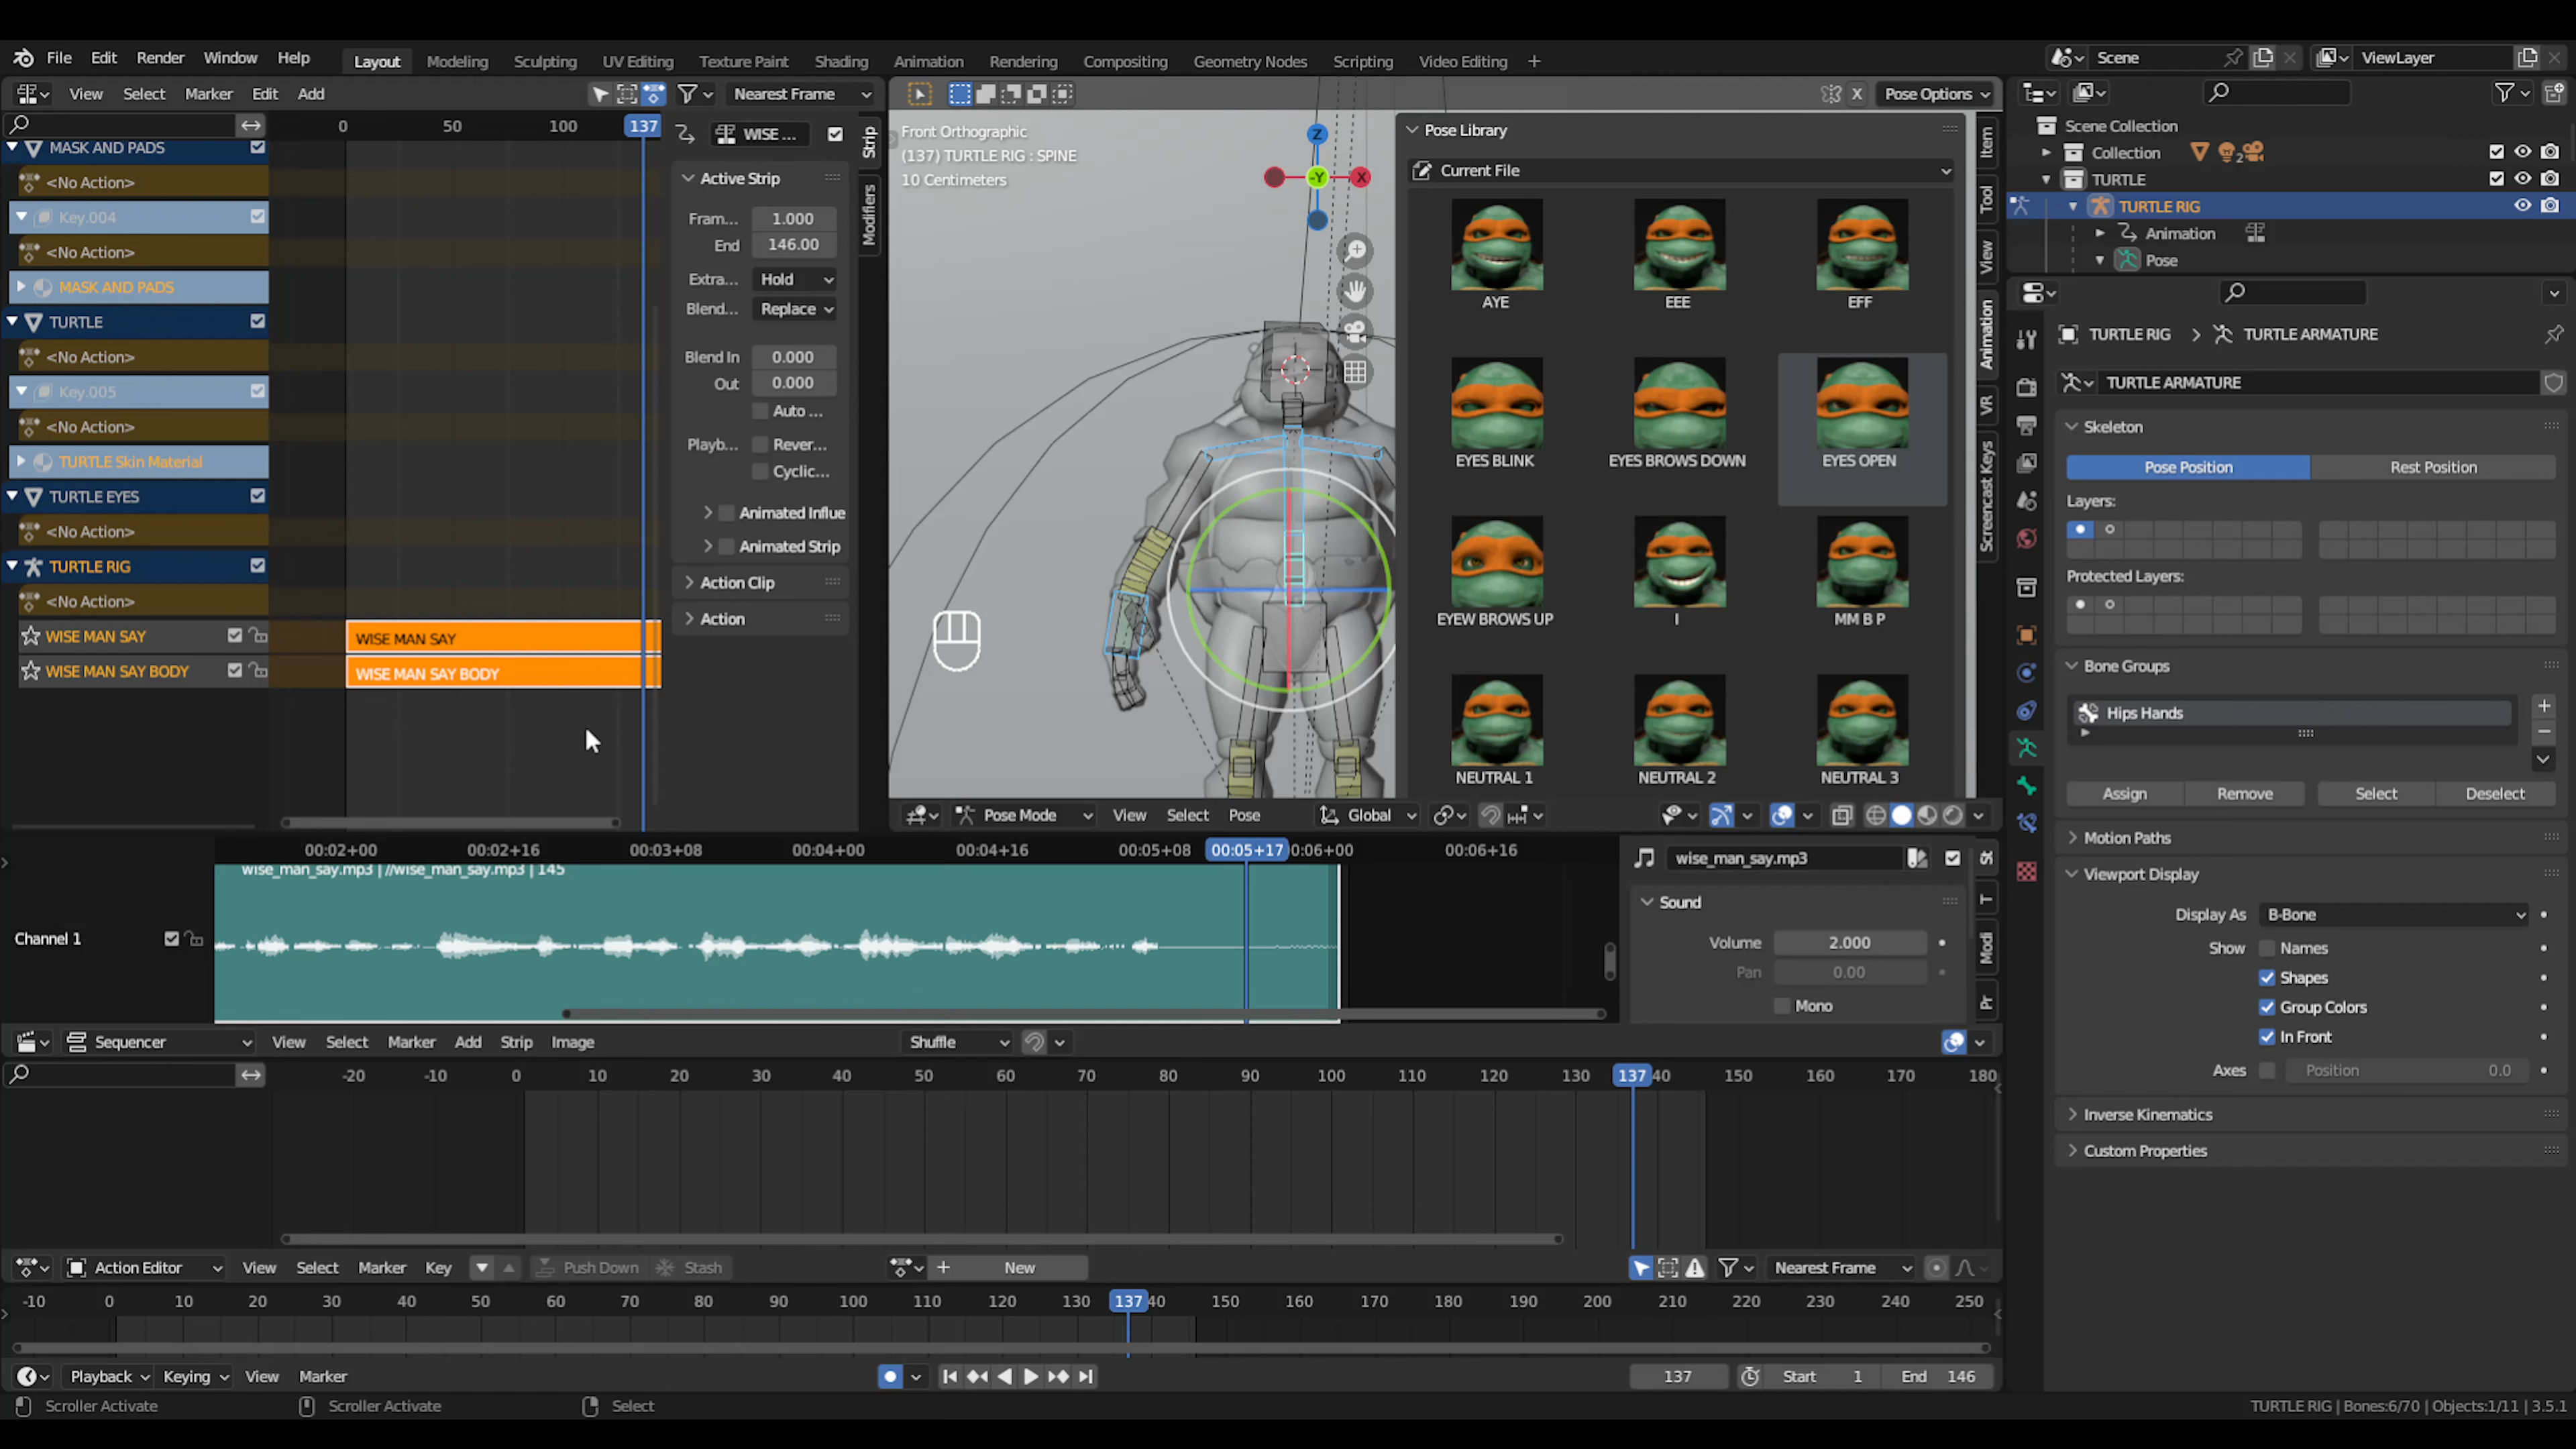 File Edit Render Window Help Layout Modeling Sculpting UV Editing Texture Paint Shading Animation Rendering Compositing Geometry Nodes Scripting Video Editing + Scene ViewLayer
View Select Marker Edit Add Nearest Frame
0 50 100 137
MASK AND PADS
<No Action>
Key.004
<No Action>
MASK AND PADS
TURTLE
<No Action>
Key.005
<No Action>
TURTLE Skin Material
TURTLE EYES
<No Action>
TURTLE RIG
<No Action>
WISE MAN SAY
WISE MAN SAY
WISE MAN SAY BODY
WISE MAN SAY BODY
WISE ...
Active Strip
Fram... 1.000
End 146.00
Extra... Hold
Blend... Replace
Blend In 0.000
Out 0.000
Auto ...
Playb... Rever...
Cyclic...
Animated Influe
Animated Strip
Action Clip
Action
Strip
Modifiers
Pose Options
Front Orthographic
(137) TURTLE RIG : SPINE
10 Centimeters
Z
-Y
X
Pose Library
Current File
AYE EEE EFF
EYES BLINK EYES BROWS DOWN EYES OPEN
EYEW BROWS UP I MM B P
NEUTRAL 1 NEUTRAL 2 NEUTRAL 3
Item
Tool
View
Animation
VR
Screencast Keys
Pose Mode View Select Pose Global
Scene Collection
Collection 2
TURTLE
TURTLE RIG
Animation
Pose
TURTLE RIG > TURTLE ARMATURE
TURTLE ARMATURE
Skeleton
Pose Position Rest Position
Layers:
Protected Layers:
Bone Groups
Hips Hands
Assign Remove Select Deselect
Motion Paths
Viewport Display
Display As B-Bone
Show Names
Shapes
Group Colors
In Front
Axes Position 0.0
Inverse Kinematics
Custom Properties
00:02+00 00:02+16 00:03+08 00:04+00 00:04+16 00:05+08 00:05+17 0:06+00 00:06+16
wise_man_say.mp3 | //wise_man_say.mp3 | 145
Channel 1
wise_man_say.mp3
Sound
Volume 2.000
Pan 0.00
Mono
T
Modi
Pr
Sequencer View Select Marker Add Strip Image Shuffle
-20 -10 0 10 20 30 40 50 60 70 80 90 100 110 120 130 137 40 150 160 170 180
Action Editor View Select Marker Key Push Down Stash + New Nearest Frame
-10 0 10 20 30 40 50 60 70 80 90 100 110 120 130 137 40 150 160 170 180 190 200 210 220 230 240 250
Playback Keying View Marker 137 Start 1 End 146
Scroller Activate Scroller Activate Select TURTLE RIG | Bones:6/70 | Objects:1/11 | 3.5.1